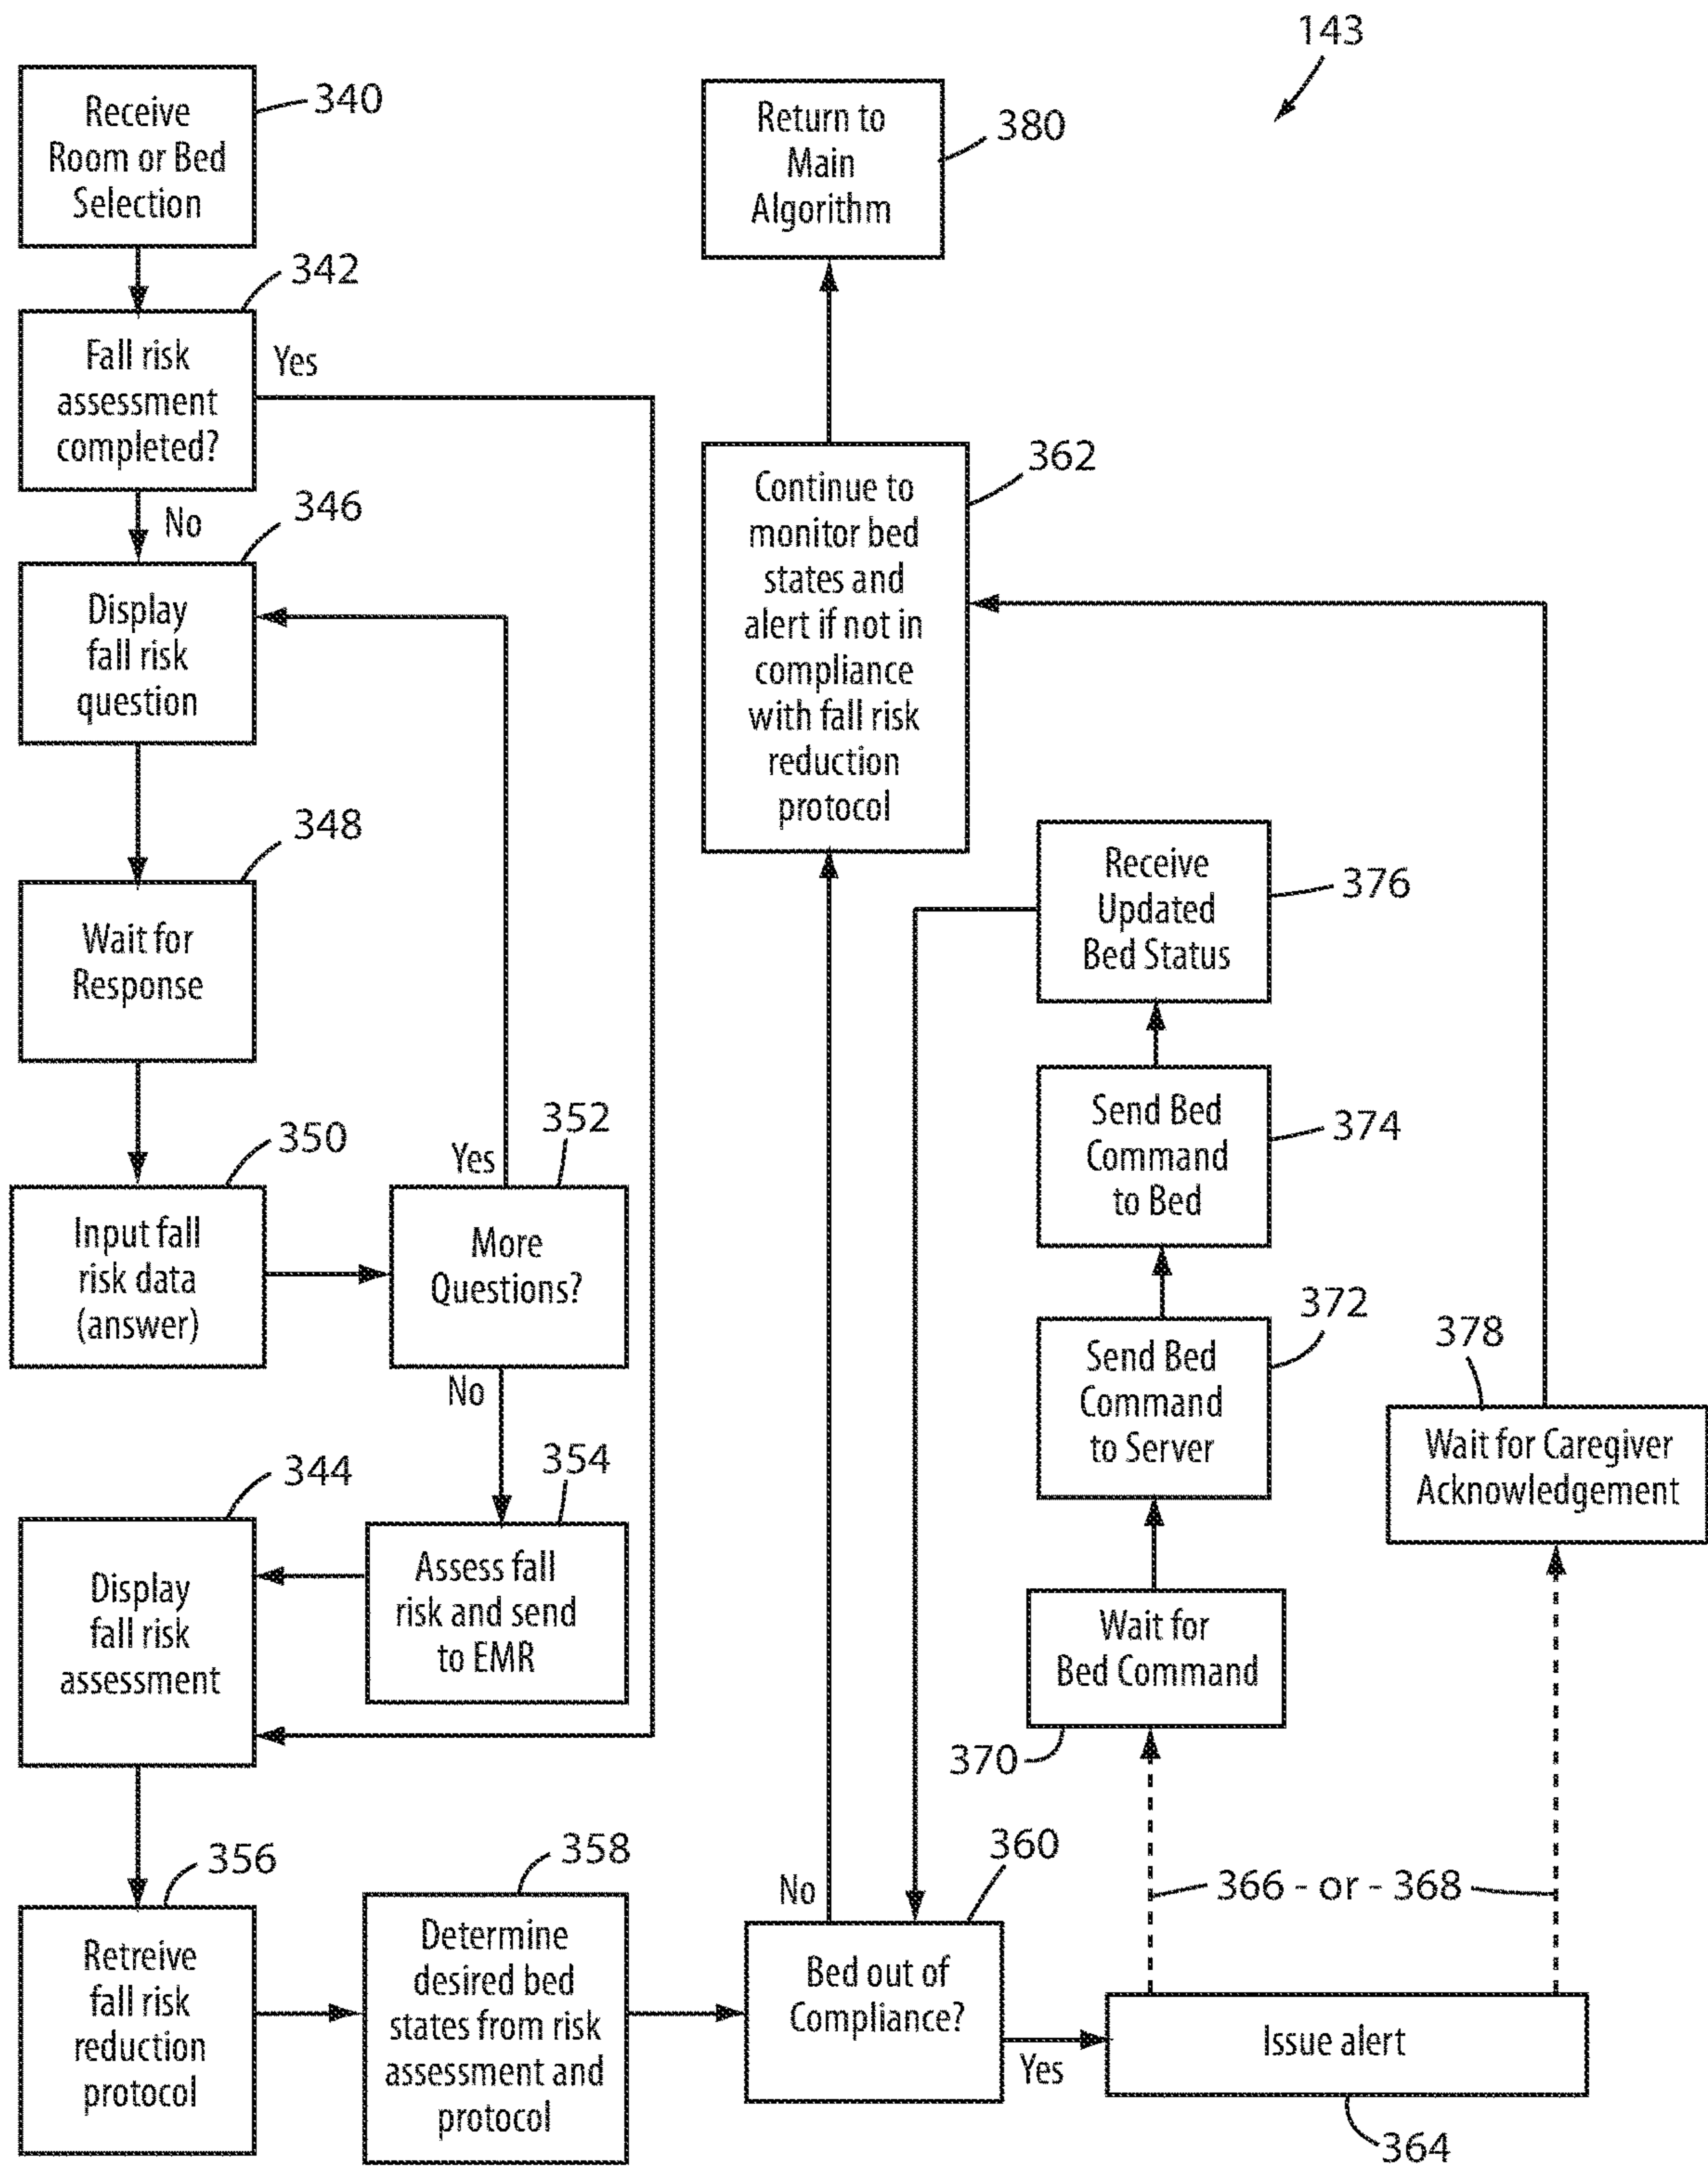 143
Receive
Room or Bed
Selection
340
342
Fall risk
assessment
completed?
Yes
No
346
Display
fall risk
question
348
Wait for
Response
350
Input fall
risk data
(answer)
352
Yes
More
Questions?
No
354
Assess fall
risk and send
to EMR
344
Display
fall risk
assessment
356
Retreive
fall risk
reduction
protocol
358
Determine
desired bed
states from risk
assessment and
protocol
360
No
Bed out of
Compliance?
Yes
Issue alert
364
366 - or - 368
370
Wait for
Bed Command
372
Send Bed
Command
to Server
374
Send Bed
Command
to Bed
376
Receive
Updated
Bed Status
378
Wait for Caregiver
Acknowledgement
362
Continue to
monitor bed
states and
alert if not in
compliance
with fall risk
reduction
protocol
380
Return to
Main
Algorithm